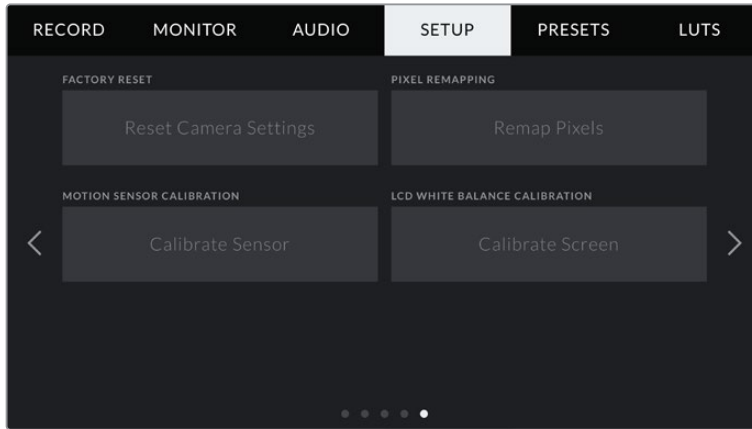 RECORD MONITOR AUDIO SETUP PRESETS LUTS
FACTORY RESET PIXEL REMAPPING
Reset Camera Settings Remap Pixels
MOTION SENSOR CALIBRATION LCD WHITE BALANCE CALIBRATION
Calibrate Sensor Calibrate Screen